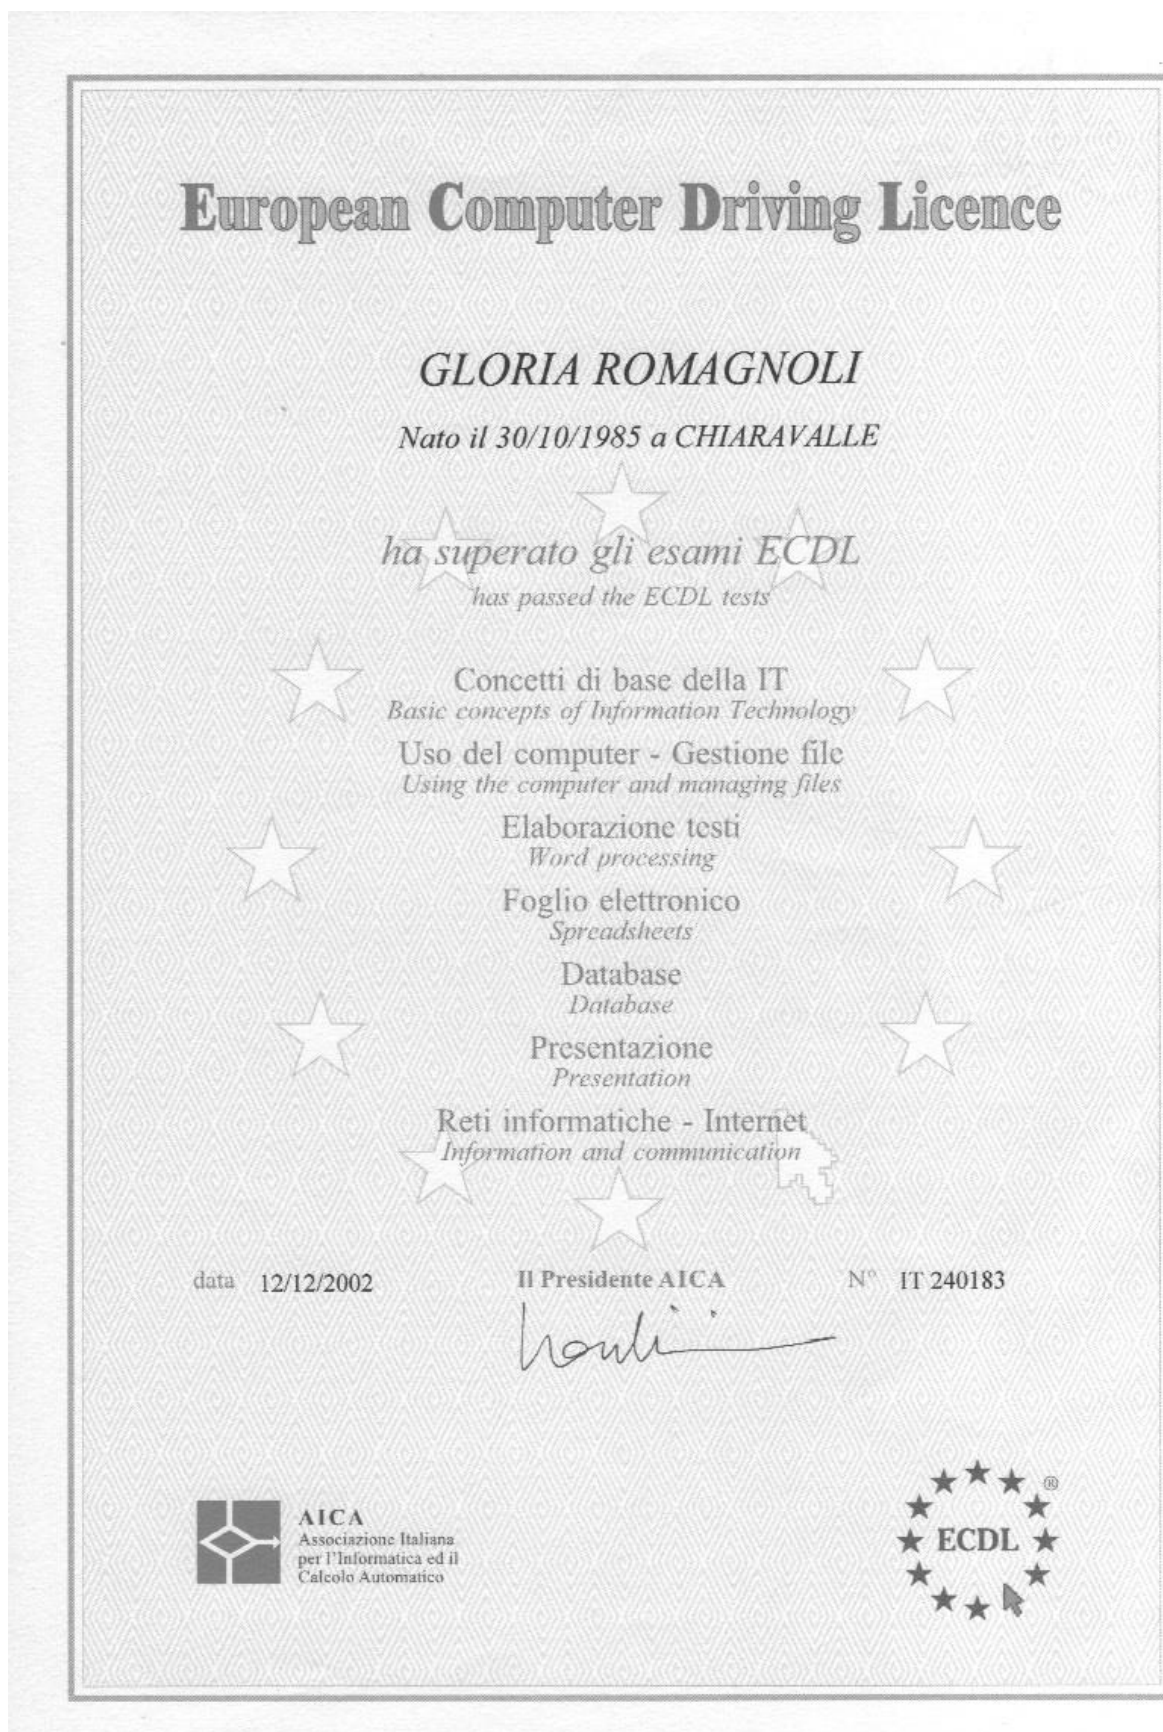 European Computer Driving Licence
GLORIA ROMAGNOLI
Nato il 30/10/1985 a CHIARAVALLE
ha superato gli esami ECDL
has passed the ECDL tests
Concetti di base della IT
Basic concepts of Information Technology
Uso del computer - Gestione file
Using the computer and managing files
Elaborazione testi
Word processing
Foglio elettronico
Spreadsheets
Database
Database
Presentazione
Presentation
Reti informatiche - Internet
Information and communication
data 12/12/2002 Il Presidente AICA N° IT 240183
AICA
Associazione Italiana
per l'Informatica ed il
Calcolo Automatico
ECDL ®